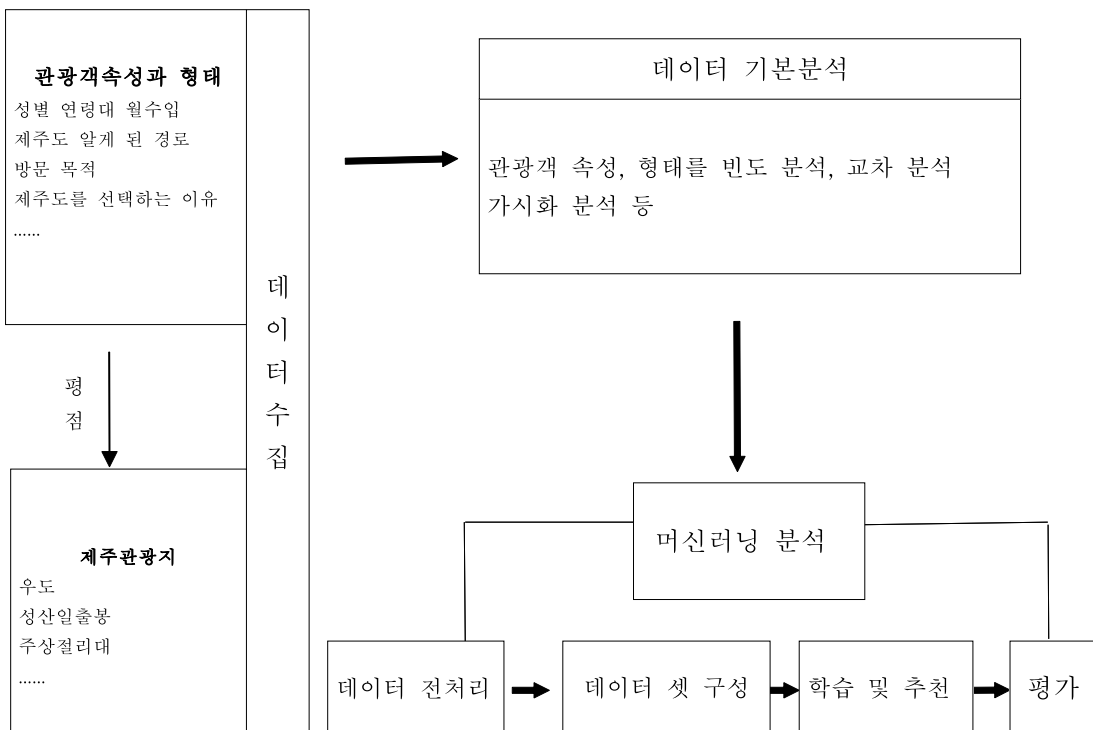 관광객속성과 형태
성별 연령대 월수입
제주도 알게 된 경로
방문 목적
제주도를 선택하는 이유
......
평
점
제주관광지
우도
성산일출봉
주상절리대
......
데
이
터
수
집
데이터 기본분석
관광객 속성, 형태를 빈도 분석, 교차 분석
가시화 분석 등
머신러닝 분석
데이터 전처리
데이터 셋 구성
학습 및 추천
평가